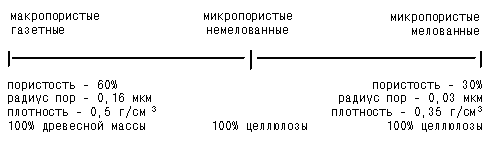 макропористые микропористые микропористые
газетные немелованные мелованные
пористость - 60% пористость - 30%
радиус пор - 0,16 мкм радиус пор - 0,03 мкм
плотность - 0,5 г/см³ плотность - 0,35 г/см³
100% древесной массы 100% целлюлозы 100% целлюлозы